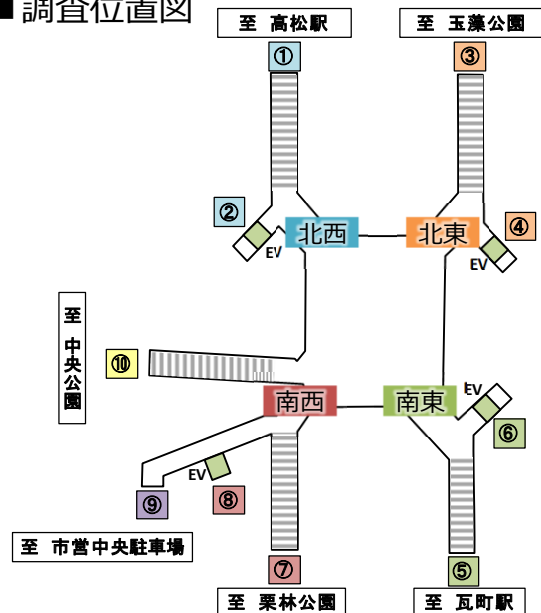 ■ 調査位置図
至 高松駅
至 玉藻公園
①
③
②
北西
北東
④
EV
EV
至 中央公園
⑩
南西
南東
EV
⑥
EV
⑧
⑨
至 市営中央駐車場
⑦
⑤
至 栗林公園
至 瓦町駅